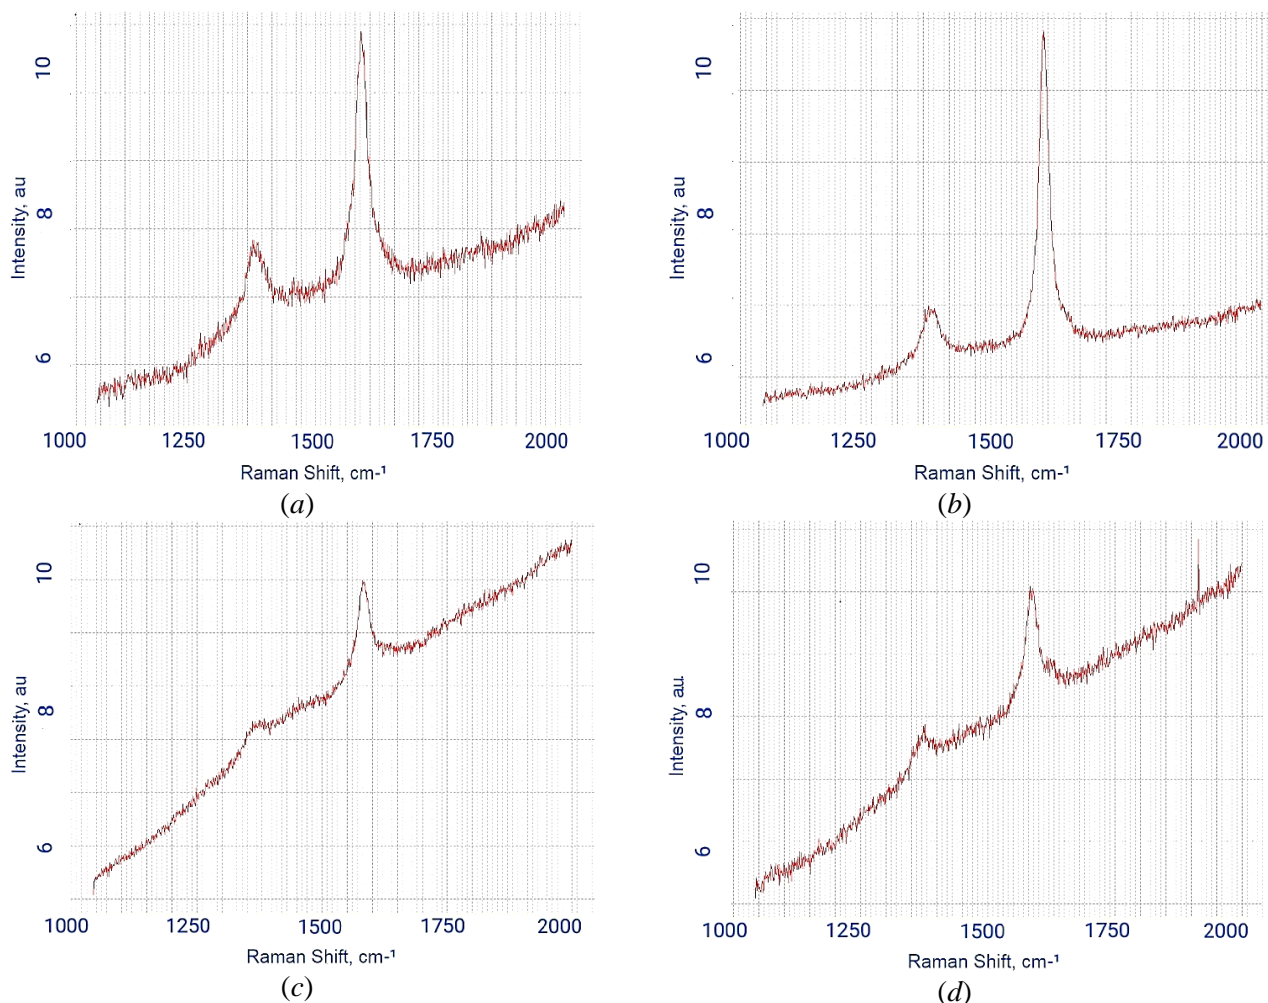 10
8
6
Intensity, au
1000 1250 1500 1750 2000
Raman Shift, cm-¹
(a)
10
8
6
Intensity, au
1000 1250 1500 1750 2000
Raman Shift, cm-¹
(b)
10
8
6
Intensity, au
1000 1250 1500 1750 2000
Raman Shift, cm-¹
(c)
10
8
6
Intensity, au.
1000 1250 1500 1750 2000
Raman Shift, cm-¹
(d)